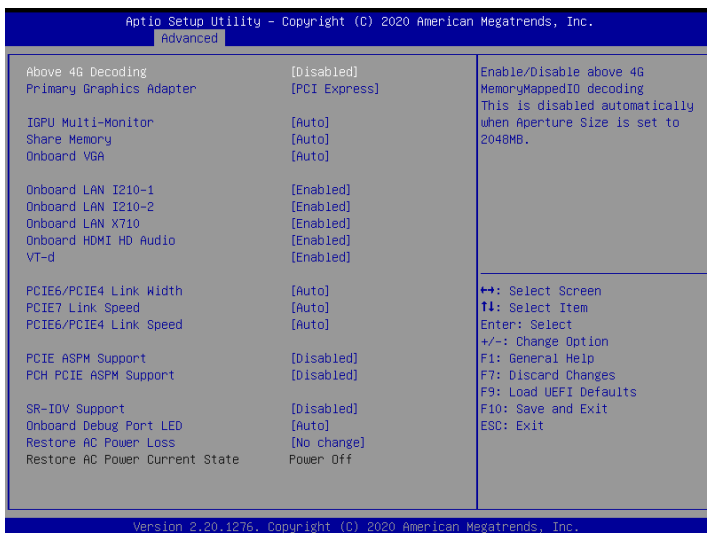 Aptio Setup Utility – Copyright (C) 2020 American Megatrends, Inc.
Advanced
Above 4G Decoding [Disabled]
Primary Graphics Adapter [PCI Express]
IGPU Multi-Monitor [Auto]
Share Memory [Auto]
Onboard VGA [Auto]
Onboard LAN I210-1 [Enabled]
Onboard LAN I210-2 [Enabled]
Onboard LAN X710 [Enabled]
Onboard HDMI HD Audio [Enabled]
VT-d [Enabled]
PCIE6/PCIE4 Link Width [Auto]
PCIE7 Link Speed [Auto]
PCIE6/PCIE4 Link Speed [Auto]
PCIE ASPM Support [Disabled]
PCH PCIE ASPM Support [Disabled]
SR-IOV Support [Disabled]
Onboard Debug Port LED [Auto]
Restore AC Power Loss [No change]
Restore AC Power Current State Power Off
Enable/Disable above 4G
MemoryMappedIO decoding
This is disabled automatically
when Aperture Size is set to
2048MB.
↔: Select Screen
↑↓: Select Item
Enter: Select
+/-: Change Option
F1: General Help
F7: Discard Changes
F9: Load UEFI Defaults
F10: Save and Exit
ESC: Exit
Version 2.20.1276. Copyright (C) 2020 American Megatrends, Inc.